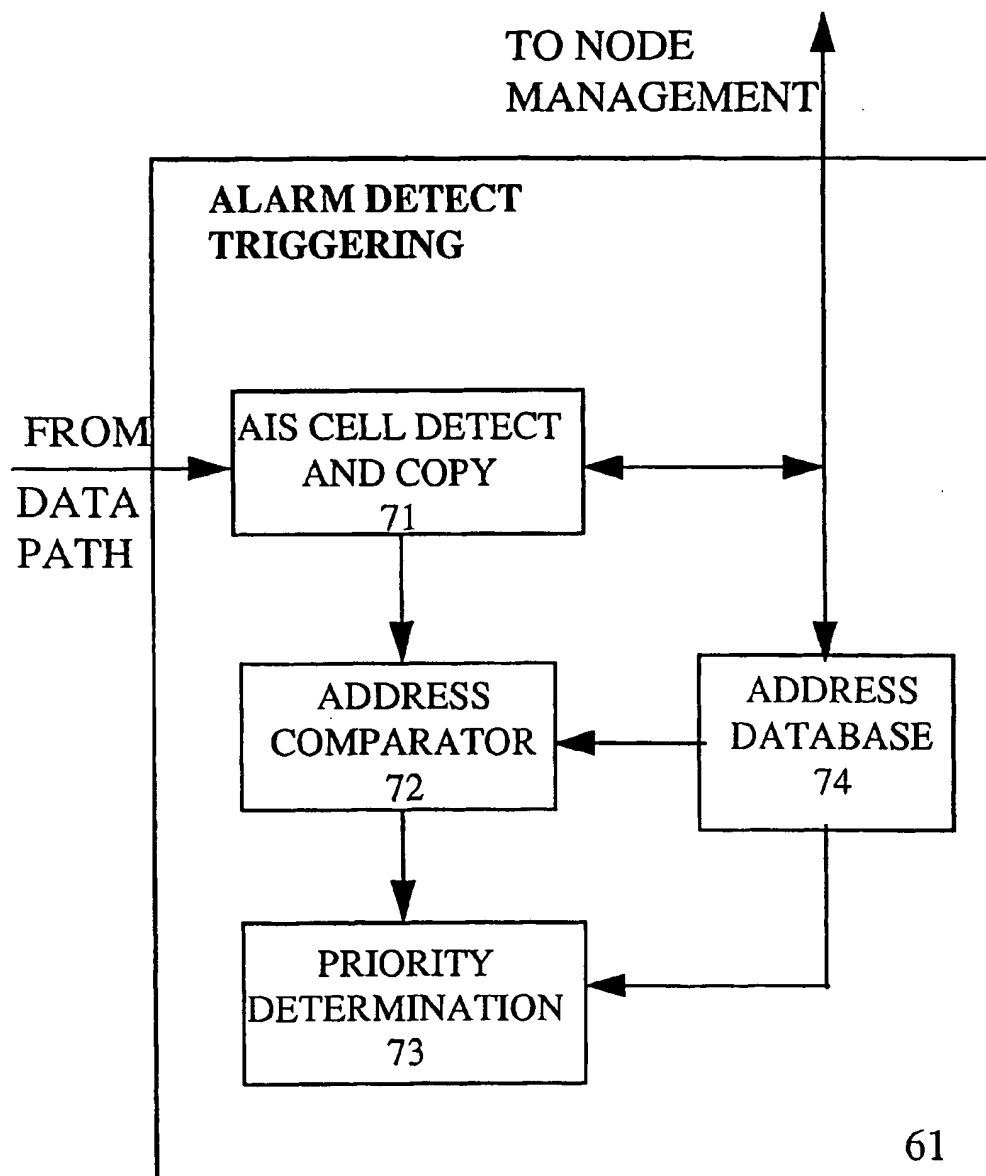 TO NODE
MANAGEMENT
ALARM DETECT
TRIGGERING
FROM
DATA
PATH
AIS CELL DETECT
AND COPY
71
ADDRESS
COMPARATOR
72
ADDRESS
DATABASE
74
PRIORITY
DETERMINATION
73
61